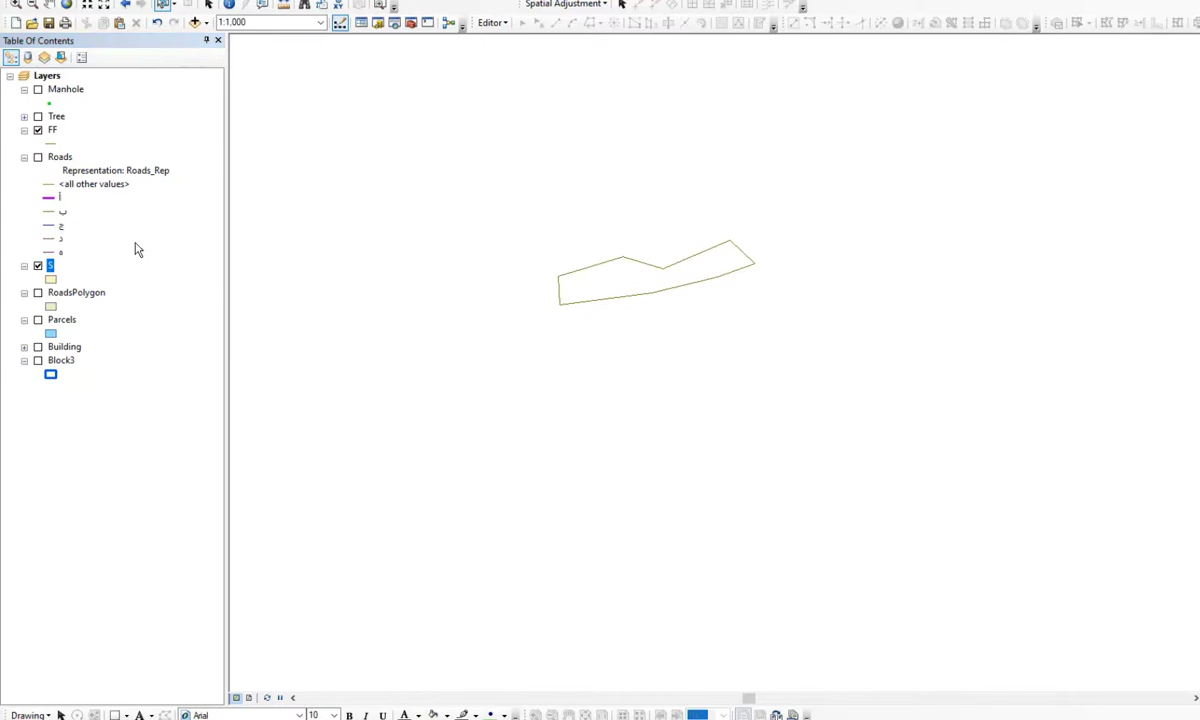 Spatial Adjustment
1:1,000
Editor
Table Of Contents
Layers
Manhole
Tree
FF
Roads
Representation: Roads_Rep
<all other values>
أ
ب
ج
د
ه
S
RoadsPolygon
Parcels
Building
Block3
Drawing
A
Arial
10
B
I
U
A